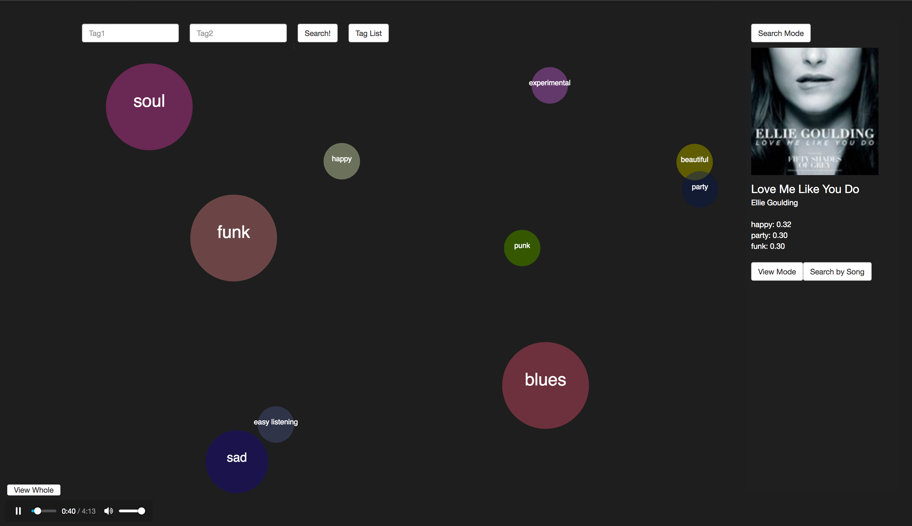 Tag1
Tag2
Search!
Tag List
Search Mode
soul
experimental
happy
beautiful
party
funk
punk
blues
easy listening
sad
ELLIE GOULDING
LOVE ME LIKE YOU DO
FIFTY SHADES
OF GREY
Love Me Like You Do
Ellie Goulding
happy: 0.32
party: 0.30
funk: 0.30
View Mode
Search by Song
View Whole
0:40 / 4:13